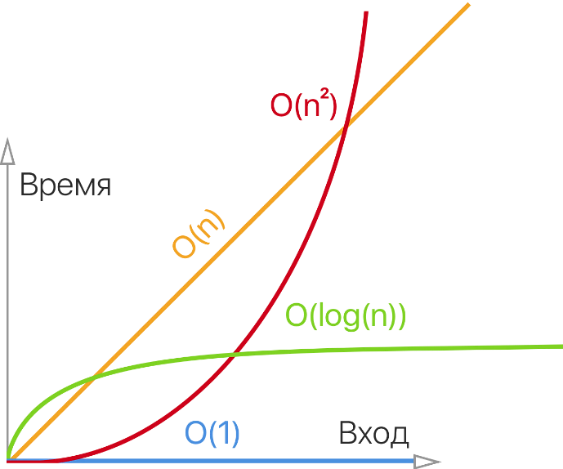 O(n²)
Время
O(n)
O(log(n))
O(1)
Вход